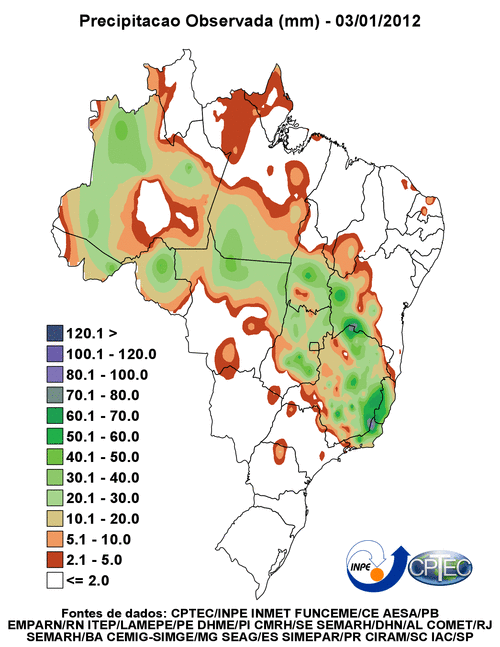 Precipitacao Observada (mm) - 03/01/2012
120.1 >
100.1 - 120.0
80.1 - 100.0
70.1 - 80.0
60.1 - 70.0
50.1 - 60.0
40.1 - 50.0
30.1 - 40.0
20.1 - 30.0
10.1 - 20.0
5.1 - 10.0
2.1 - 5.0
<= 2.0
INPE
CPTEC
Fontes de dados: CPTEC/INPE INMET FUNCEME/CE AESA/PB
EMPARN/RN ITEP/LAMEPE/PE DHME/PI CMRH/SE SEMARH/DHN/AL COMET/RJ
SEMARH/BA CEMIG-SIMGE/MG SEAG/ES SIMEPAR/PR CIRAM/SC IAC/SP